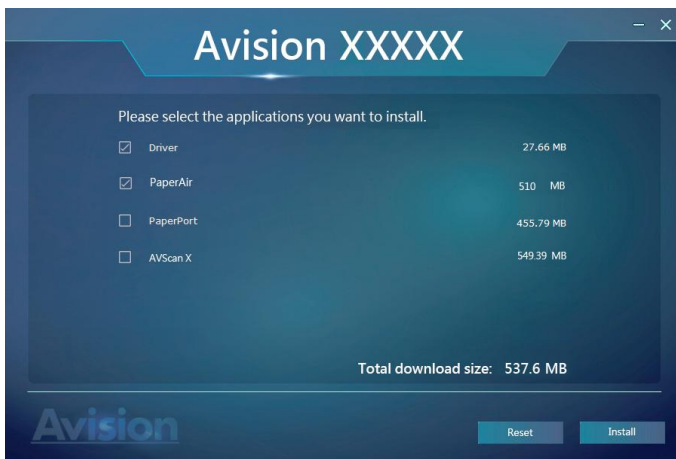 Avision XXXXX
Please select the applications you want to install.
Driver 27.66 MB
PaperAir 510 MB
PaperPort 455.79 MB
AVScan X 549.39 MB
Total download size: 537.6 MB
Avision
Reset Install